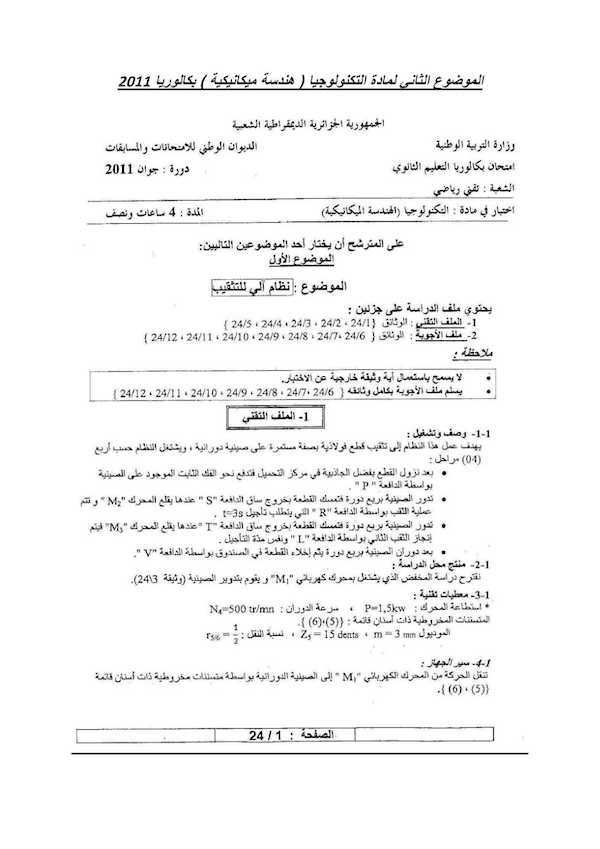 الموضوع الثاني لمادة التكنولوجيا ( هندسة ميكانيكية ) بكالوريا 2011
الجمهورية الجزائرية الديمقراطية الشعبية
وزارة التربية الوطنية
الديوان الوطني للامتحانات والمسابقات
امتحان بكالوريا التعليم الثانوي
دورة : جوان 2011
الشعبة : تقني رياضي
اختبار في مادة : التكنولوجيا (الهندسة الميكانيكية)
المدة : 4 ساعات ونصف
على المترشح أن يختار أحد الموضوعين التاليين:
الموضوع الأول
الموضوع : نظام آلي للتثقيب
يحتوي ملف الدراسة على جزئين :
1- الملف التقني : الوثائق { 24/1 ، 24/2 ، 24/3 ، 24/4 ، 24/5 }
2- ملف الأجوبة : الوثائق { 24/6 ، 24/7 ، 24/8 ، 24/9 ، 24/10 ، 24/11 ، 24/12 }
ملاحظة :
• لا يسمح باستعمال أية وثيقة خارجية عن الاختبار.
• يسلم ملف الأجوبة بكامل وثائقه { 24/6 ، 24/7 ، 24/8 ، 24/9 ، 24/10 ، 24/11 ، 24/12 }
1- الملف التقني
1-1- وصف وتشغيل :
يهدف عمل هذا النظام إلى تثقيب قطع فولاذية بصفة مستمرة على صينية دورانية ، ويشتغل النظام حسب أربع
(04) مراحل :
• بعد نزول القطع بفضل الجاذبية في مركز التحميل فتدفع نحو الفك الثابت الموجود على الصينية
بواسطة الدافعة " P " .
• تدور الصينية بربع دورة فتمسك القطعة بخروج ساق الدافعة "S" عندها يقلع المحرك "M₂" و تتم
عملية الثقب بواسطة الدافعة "R" التي يتطلب تأجيل t=3s .
• تدور الصينية بربع دورة فتمسك القطعة بخروج ساق الدافعة "T" عندها يقلع المحرك "M₃" فيتم
إنجاز الثقب الثاني بواسطة الدافعة "L" ونفس مدة التأجيل .
• بعد دوران الصينية بربع دورة يتم إخلاء القطعة في الصندوق بواسطة الدافعة "V" .
2-1- منتج محل الدراسة :
نقترح دراسة المخفض الذي يشتغل بمحرك كهربائي "M₁" و يقوم بتدوير الصينية (وثيقة 3\24).
3-1- معطيات تقنية :
* استطاعة المحرك : P=1,5kw ، سرعة الدوران : N₄=500 tr/mn
المتسننات المخروطية ذات أسنان قائمة : {(5)،(6)}.
الموديول m = 3 mm ، Z₅ = 15 dents ، نسبة النقل : r₅/₆ = 1/2
4-1- سير الجهاز :
تنقل الحركة من المحرك الكهربائي "M₁" إلى الصينية الدورانية بواسطة متسننات مخروطية ذات أسنان قائمة
{(5) ، (6)}.
الصفحة : 1 / 24